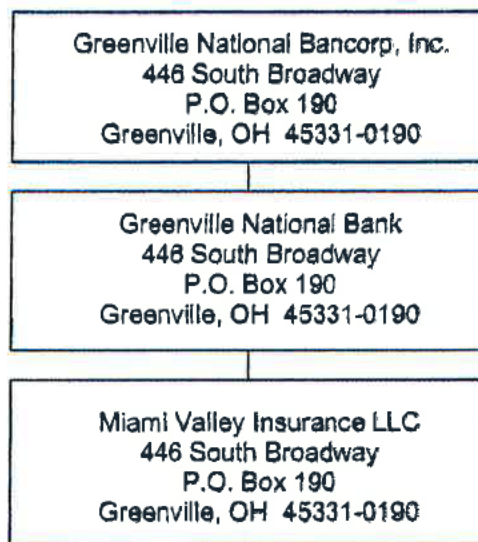 Greenville National Bancorp, Inc.
446 South Broadway
P.O. Box 190
Greenville, OH 45331-0190
Greenville National Bank
446 South Broadway
P.O. Box 190
Greenville, OH 45331-0190
Miami Valley Insurance LLC
446 South Broadway
P.O. Box 190
Greenville, OH 45331-0190